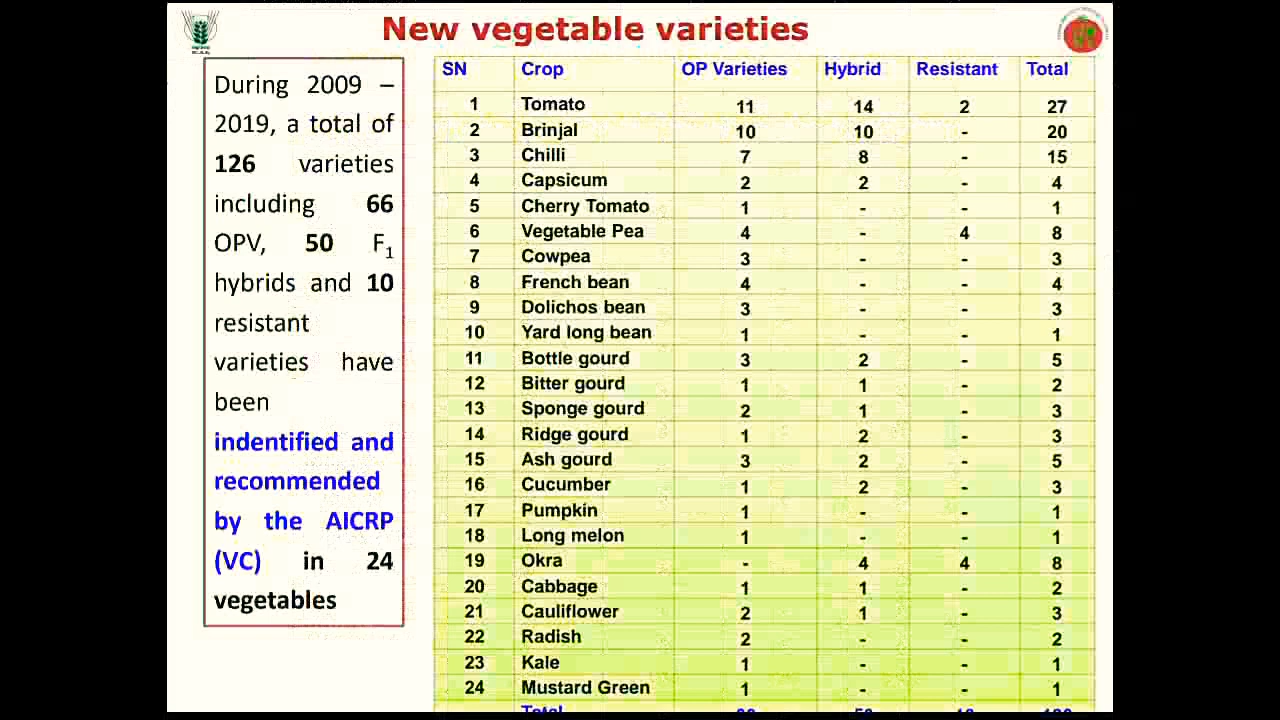 New vegetable varieties
During 2009 –
2019, a total of
126 varieties
including 66
OPV, 50 F1
hybrids and 10
resistant
varieties have
been
indentified and
recommended
by the AICRP
(VC) in 24
vegetables
SN Crop OP Varieties Hybrid Resistant Total
1 Tomato 11 14 2 27
2 Brinjal 10 10 - 20
3 Chilli 7 8 - 15
4 Capsicum 2 2 - 4
5 Cherry Tomato 1 - - 1
6 Vegetable Pea 4 - 4 8
7 Cowpea 3 - - 3
8 French bean 4 - - 4
9 Dolichos bean 3 - - 3
10 Yard long bean 1 - - 1
11 Bottle gourd 3 2 - 5
12 Bitter gourd 1 1 - 2
13 Sponge gourd 2 1 - 3
14 Ridge gourd 1 2 - 3
15 Ash gourd 3 2 - 5
16 Cucumber 1 2 - 3
17 Pumpkin 1 - - 1
18 Long melon 1 - - 1
19 Okra - 4 4 8
20 Cabbage 1 1 - 2
21 Cauliflower 2 1 - 3
22 Radish 2 - - 2
23 Kale 1 - - 1
24 Mustard Green 1 - - 1
Total